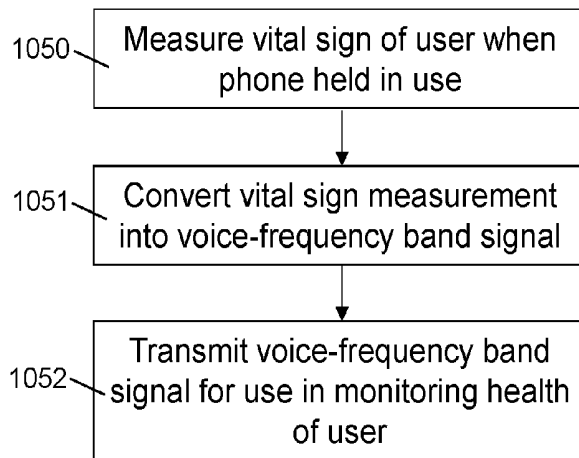 1050
Measure vital sign of user when
phone held in use
1051
Convert vital sign measurement
into voice-frequency band signal
1052
Transmit voice-frequency band
signal for use in monitoring health
of user